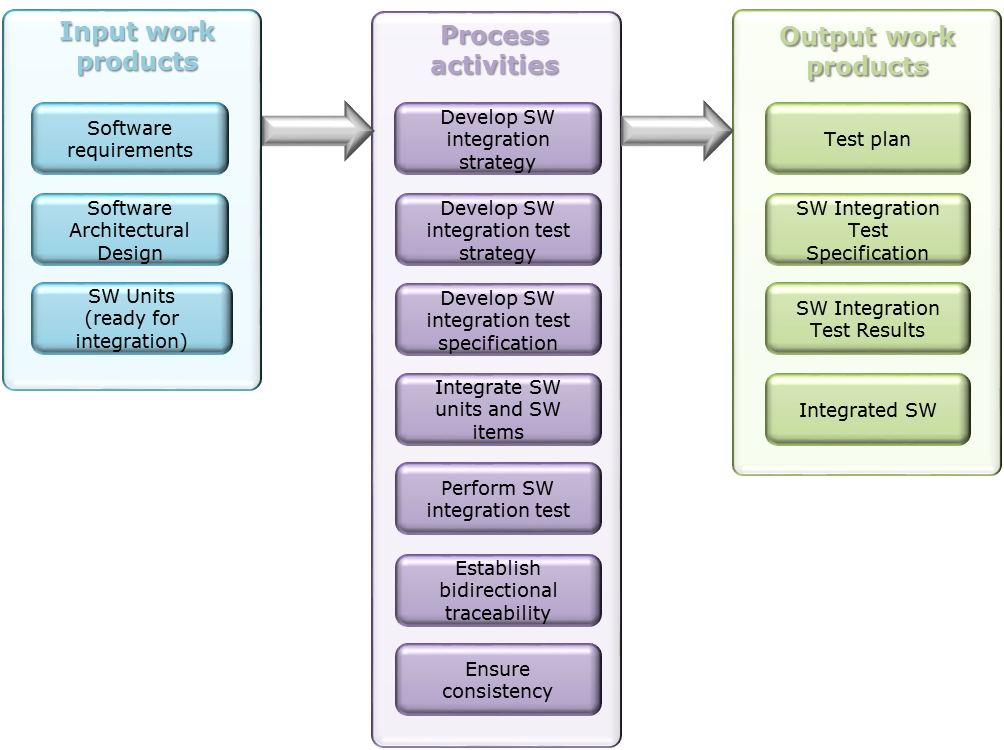 Input work
products
Software
requirements
Software
Architectural
Design
SW Units
(ready for
integration)
Process
activities
Develop SW
integration
strategy
Develop SW
integration test
strategy
Develop SW
integration test
specification
Integrate SW
units and SW
items
Perform SW
integration test
Establish
bidirectional
traceability
Ensure
consistency
Output work
products
Test plan
SW Integration
Test
Specification
SW Integration
Test Results
Integrated SW